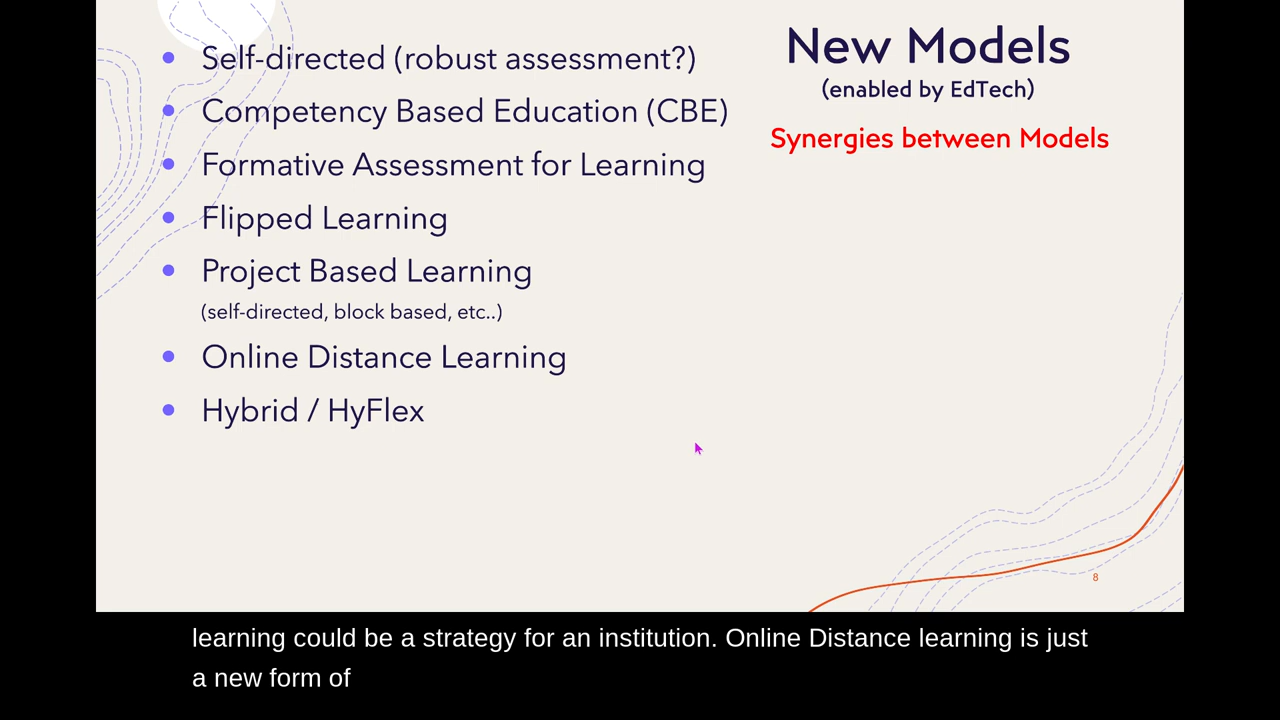 Self-directed (robust assessment?)
Competency Based Education (CBE)
Formative Assessment for Learning
Flipped Learning
Project Based Learning
(self-directed, block based, etc..)
Online Distance Learning
Hybrid / HyFlex
New Models
(enabled by EdTech)
Synergies between Models
8
learning could be a strategy for an institution. Online Distance learning is just
a new form of